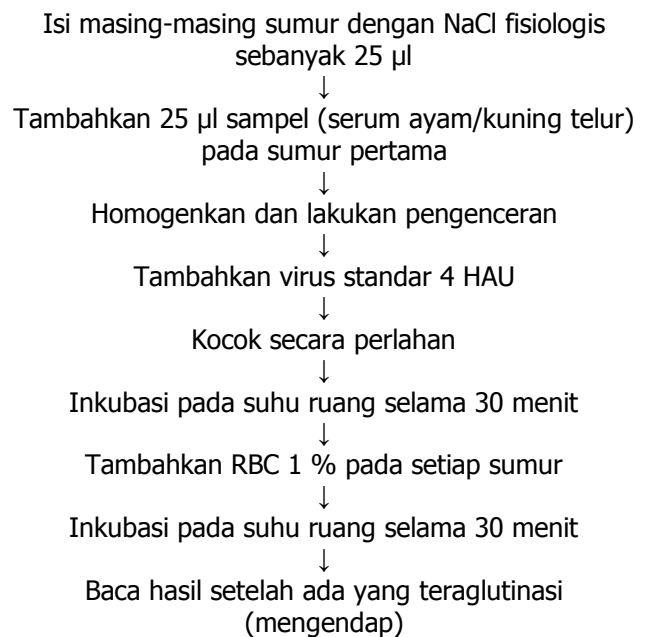 Isi masing-masing sumur dengan NaCl fisiologis
sebanyak 25 µl
↓
Tambahkan 25 µl sampel (serum ayam/kuning telur)
pada sumur pertama
↓
Homogenkan dan lakukan pengenceran
↓
Tambahkan virus standar 4 HAU
↓
Kocok secara perlahan
↓
Inkubasi pada suhu ruang selama 30 menit
↓
Tambahkan RBC 1 % pada setiap sumur
↓
Inkubasi pada suhu ruang selama 30 menit
↓
Baca hasil setelah ada yang teraglutinasi
(mengendap)